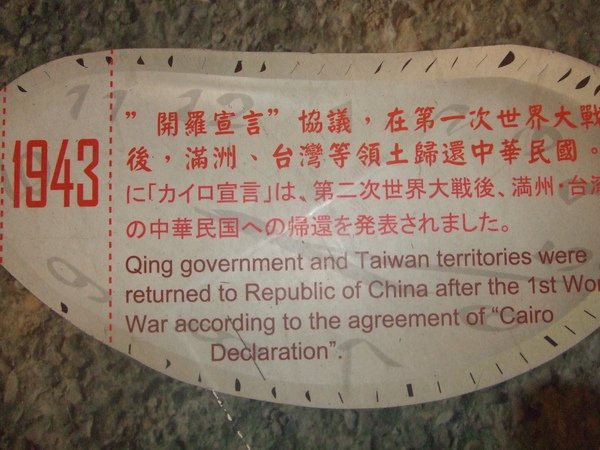 1943
”開羅宣言”協議，在第一次世界大戰
後，滿洲、台灣等領土歸還中華民國。
に「カイロ宣言」は、第二次世界大戦後、満州・台湾
の中華民国への帰還を発表されました。
Qing government and Taiwan territories were
returned to Republic of China after the 1st Wor
War according to the agreement of “Cairo
Declaration”.